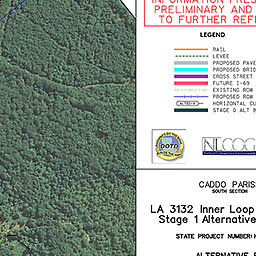 INFORMATION PRES
PRELIMINARY AND
TO FURTHER REF
LEGEND
RAIL
LEVEE
PROPOSED PAVE
PROPOSED BRID
CROSS STREET
FUTURE I-69
EXISTING ROW
PROPOSED ROW
HORIZONTAL CU
STAGE 0 ALT B
DOTD
NLCOG
CADDO PARIS
SOUTH SECTION
LA 3132 Inner Loop
Stage 1 Alternative
STATE PROJECT NUMBER: H
ALTERNATIVE